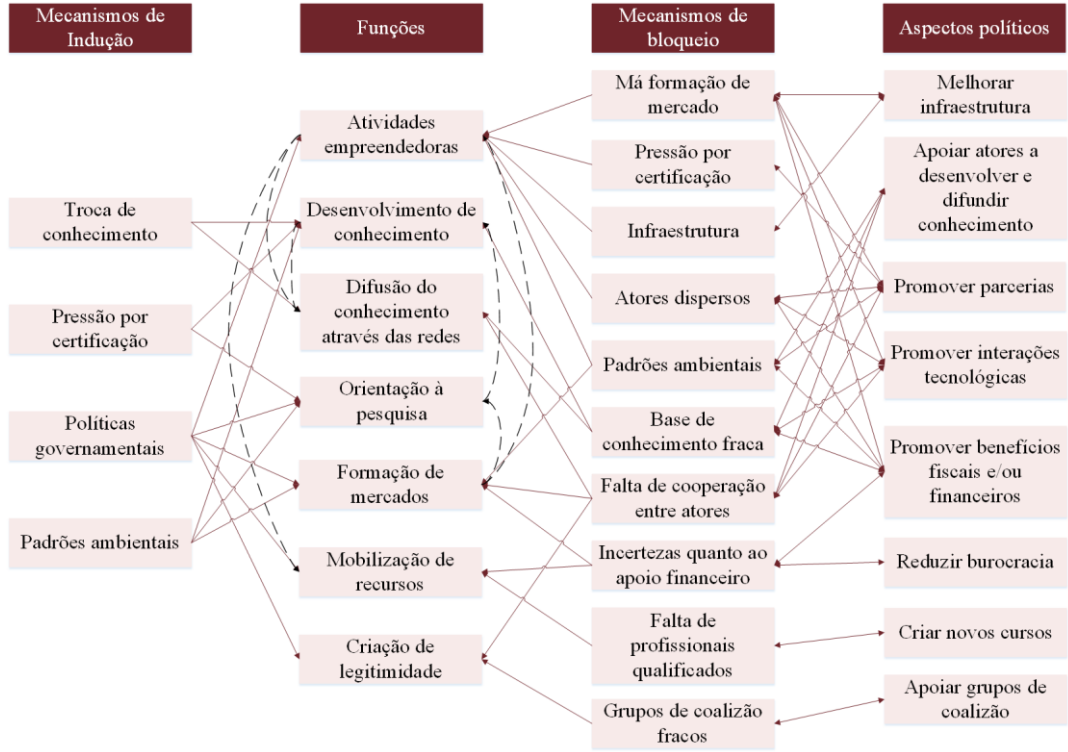 Mecanismos de
Indução
Funções
Mecanismos de
bloqueio
Aspectos políticos
Troca de
conhecimento
Pressão por
certificação
Políticas
governamentais
Padrões ambientais
Atividades
empreendedoras
Desenvolvimento de
conhecimento
Difusão do
conhecimento
através das redes
Orientação à
pesquisa
Formação de
mercados
Mobilização de
recursos
Criação de
legitimidade
Má formação de
mercado
Pressão por
certificação
Infraestrutura
Atores dispersos
Padrões ambientais
Base de
conhecimento fraca
Falta de cooperação
entre atores
Incertezas quanto ao
apoio financeiro
Falta de
profissionais
qualificados
Grupos de coalizão
fracos
Melhorar
infraestrutura
Apoiar atores a
desenvolver e
difundir
conhecimento
Promover parcerias
Promover interações
tecnológicas
Promover benefícios
fiscais e/ou
financeiros
Reduzir burocracia
Criar novos cursos
Apoiar grupos de
coalizão